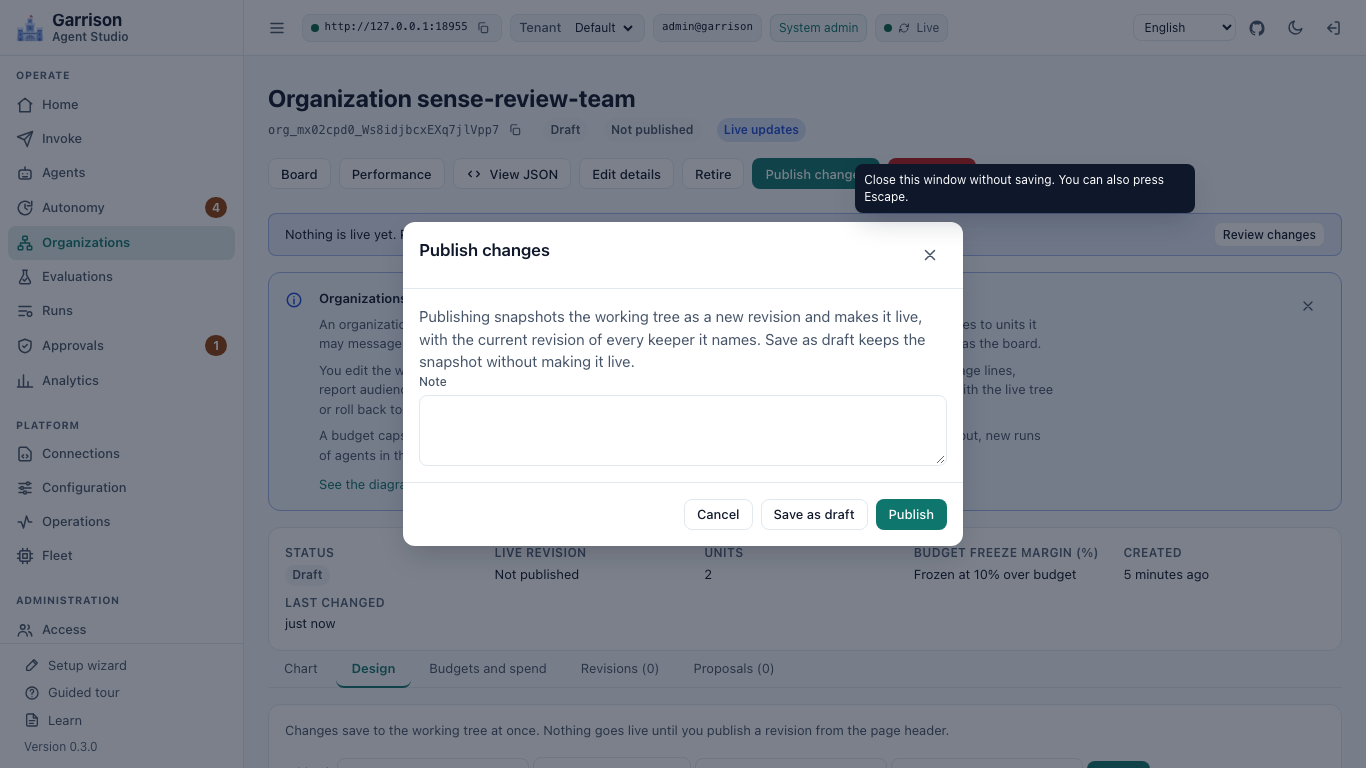 Garrison
Agent Studio
http://127.0.0.1:18955
Tenant Default
admin@garrison
System admin
Live
English
OPERATE
Home
Invoke
Agents
Autonomy 4
Organizations
Evaluations
Runs
Approvals 1
Analytics
PLATFORM
Connections
Configuration
Operations
Fleet
ADMINISTRATION
Access
Setup wizard
Guided tour
Learn
Version 0.3.0
Organization sense-review-team
org_mx02cpd0_Ws8idjbcxEXq7jlVpp7
Draft
Not published
Live updates
Board
Performance
View JSON
Edit details
Retire
Publish
Close this window without saving. You can also press
Escape.
Nothing is live yet.
Review changes
Publish changes
Publishing snapshots the working tree as a new revision and makes it live,
with the current revision of every keeper it names. Save as draft keeps the
snapshot without making it live.
Note
Cancel
Save as draft
Publish
Organizations
An
es to units it
may message
as the board.
You edit the
lines,
report
ith the live tree
or roll back to
A budget caps
new runs
of agents in
See the
STATUS
Draft
LIVE REVISION
Not published
UNITS
2
BUDGET FREEZE MARGIN (%)
Frozen at 10% over budget
CREATED
5 minutes ago
LAST CHANGED
just now
Chart
Design
Budgets and spend
Revisions (0)
Proposals (0)
Changes save to the working tree at once. Nothing goes live until you publish a revision from the page header.